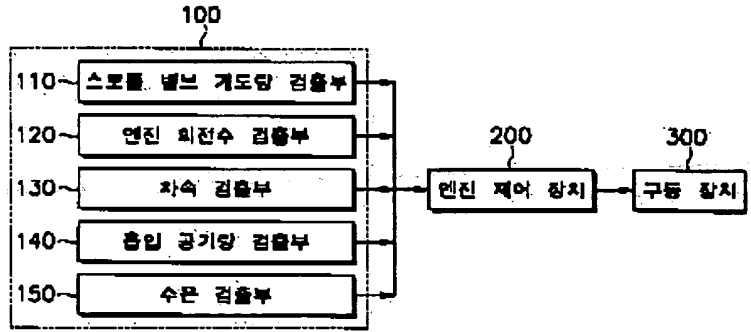 100
110 스로틀 밸브 개도량 검출부
120 엔진 회전수 검출부
130 차속 검출부
140 흡입 공기량 검출부
150 수온 검출부
200
엔진 제어 장치
300
구동 장치